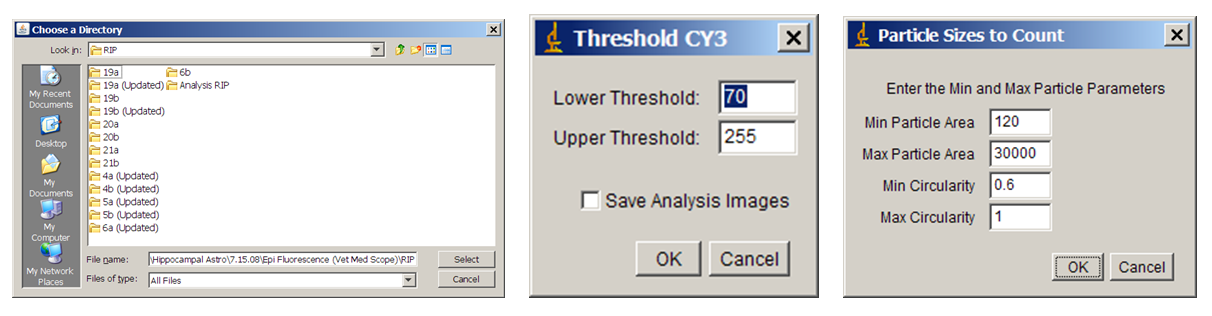 Choose a Directory
Look in: RIP
My Recent
Documents
Desktop
My
Documents
My
Computer
My Network
Places
19a
19a (Updated)
19b
19b (Updated)
20a
20b
21a
21b
4a (Updated)
4b (Updated)
5a (Updated)
5b (Updated)
6a (Updated)
6b
Analysis RIP
File name: \Hippocampal Astro\7.15.08\Epi Fluorescence (Vet Med Scope)\RIP Select
Files of type: All Files Cancel
Threshold CY3
Lower Threshold: 70
Upper Threshold: 255
Save Analysis Images
OK Cancel
Particle Sizes to Count
Enter the Min and Max Particle Parameters
Min Particle Area 120
Max Particle Area 30000
Min Circularity 0.6
Max Circularity 1
OK Cancel